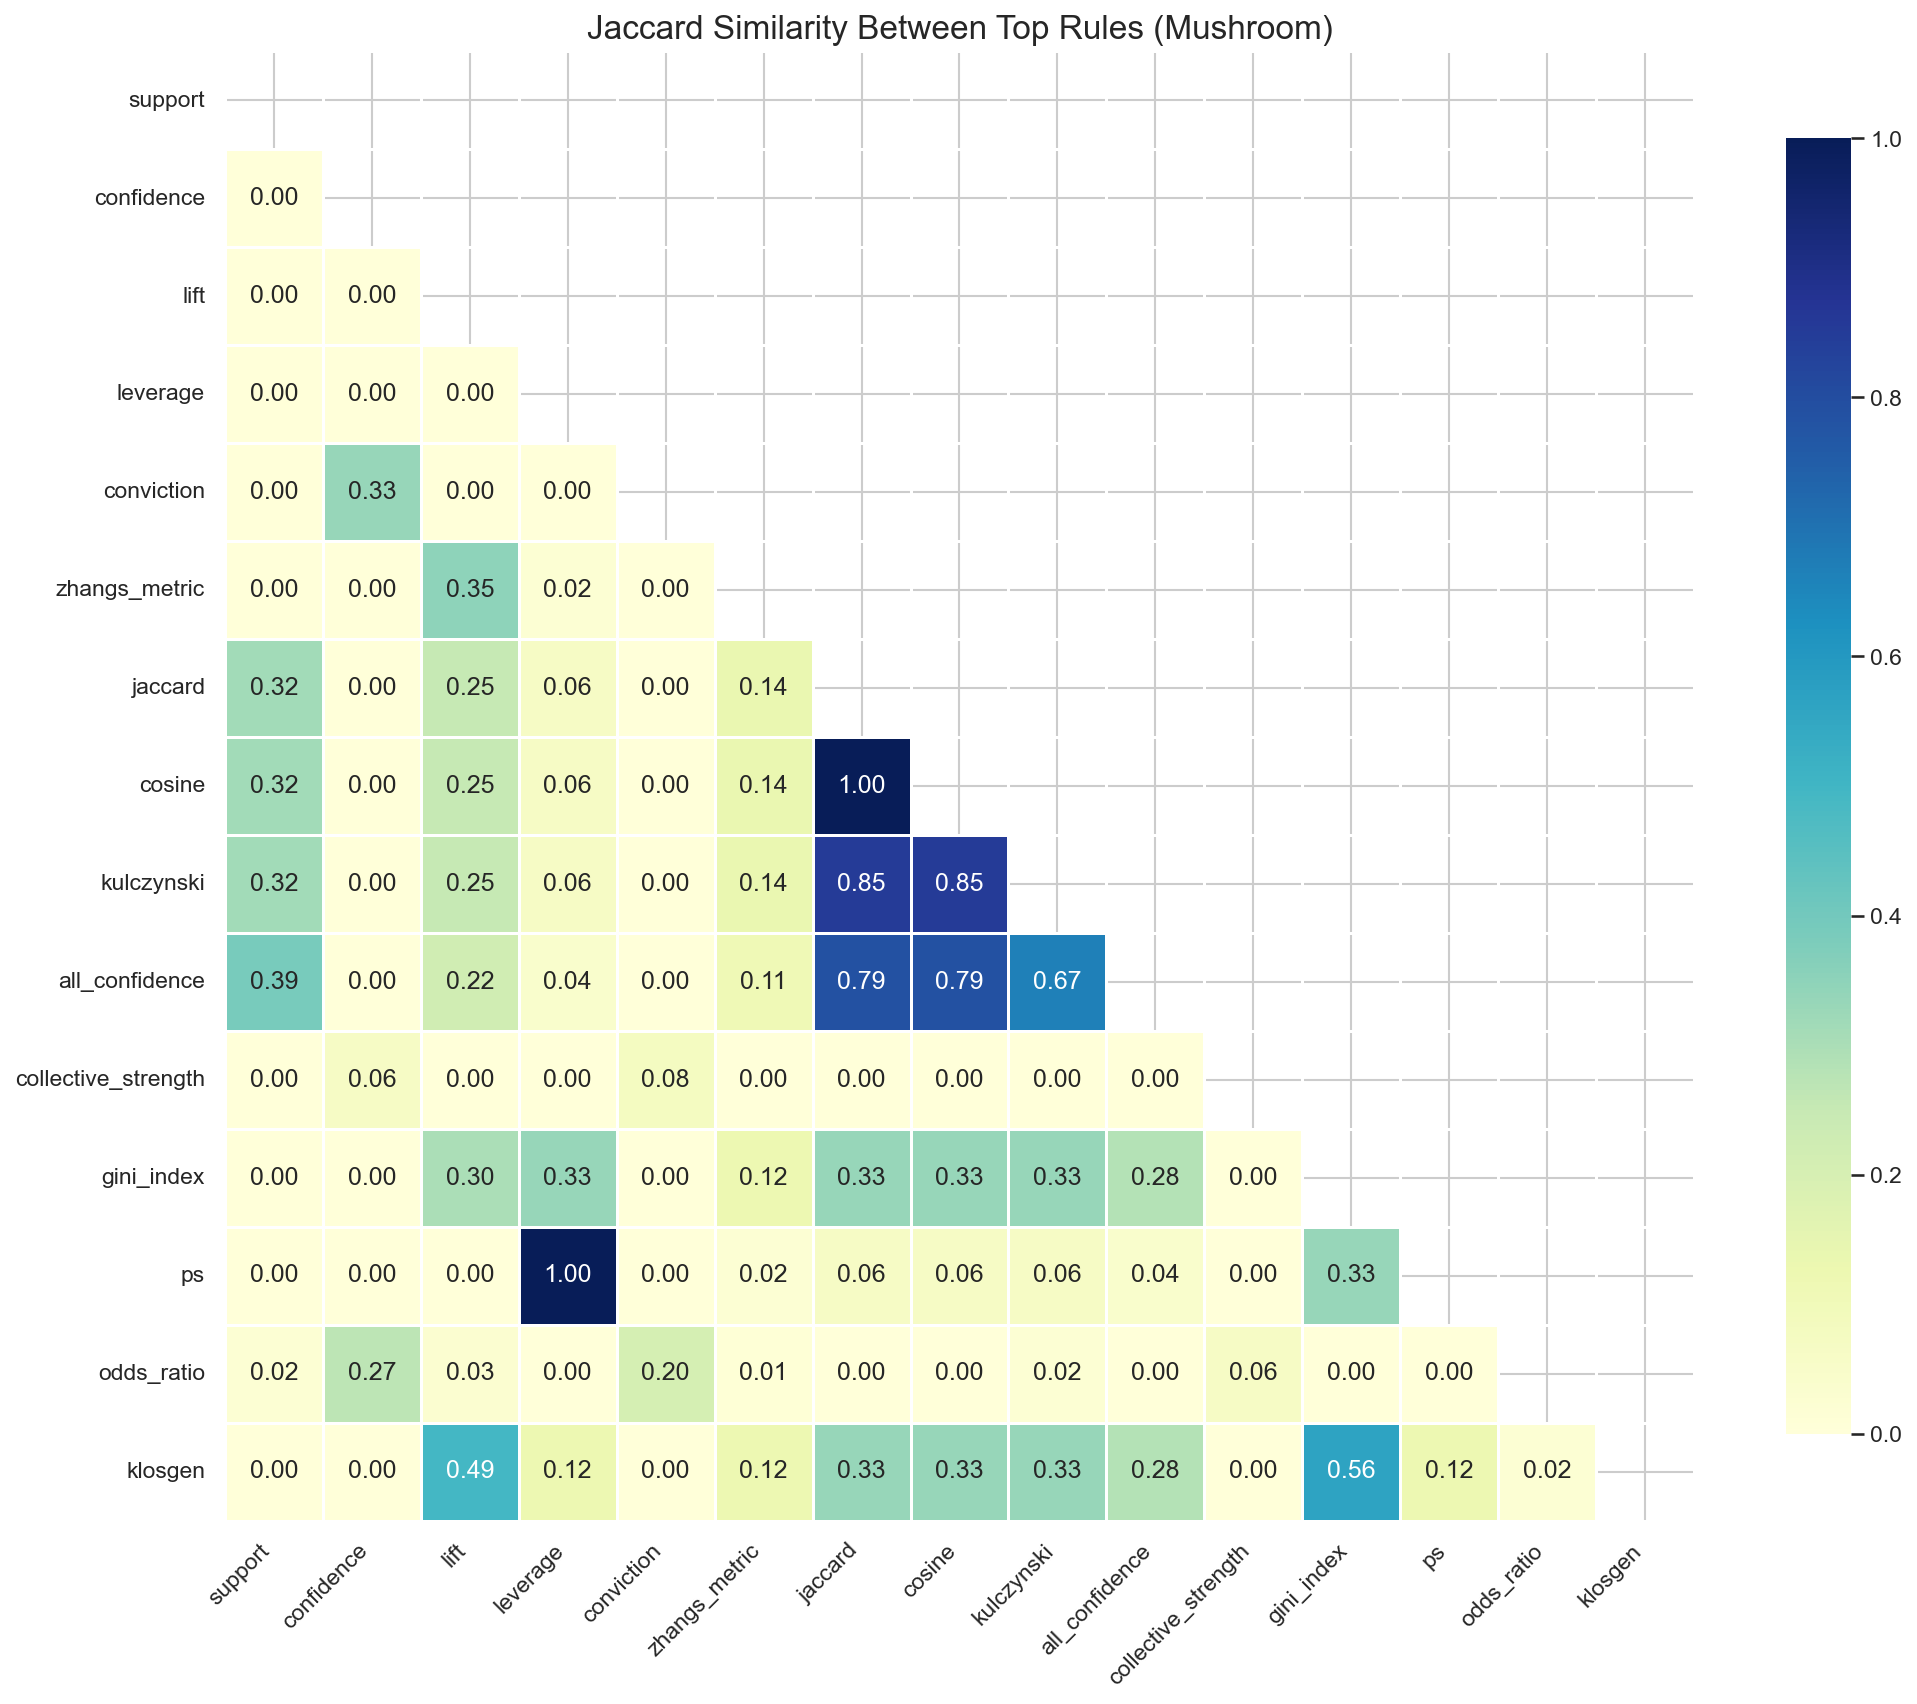 Jaccard Similarity Between Top Rules (Mushroom)
support
confidence 0.00
lift 0.00 0.00
leverage 0.00 0.00 0.00
conviction 0.00 0.33 0.00 0.00
zhangs_metric 0.00 0.00 0.35 0.02 0.00
jaccard 0.32 0.00 0.25 0.06 0.00 0.14
cosine 0.32 0.00 0.25 0.06 0.00 0.14 1.00
kulczynski 0.32 0.00 0.25 0.06 0.00 0.14 0.85 0.85
all_confidence 0.39 0.00 0.22 0.04 0.00 0.11 0.79 0.79 0.67
collective_strength 0.00 0.06 0.00 0.00 0.08 0.00 0.00 0.00 0.00 0.00
gini_index 0.00 0.00 0.30 0.33 0.00 0.12 0.33 0.33 0.33 0.28 0.00
ps 0.00 0.00 0.00 1.00 0.00 0.02 0.06 0.06 0.06 0.04 0.00 0.33
odds_ratio 0.02 0.27 0.03 0.00 0.20 0.01 0.00 0.00 0.02 0.00 0.06 0.00 0.00
klosgen 0.00 0.00 0.49 0.12 0.00 0.12 0.33 0.33 0.33 0.28 0.00 0.56 0.12 0.02
support confidence lift leverage conviction zhangs_metric jaccard cosine kulczynski all_confidence collective_strength gini_index ps odds_ratio klosgen
1.0
0.8
0.6
0.4
0.2
0.0